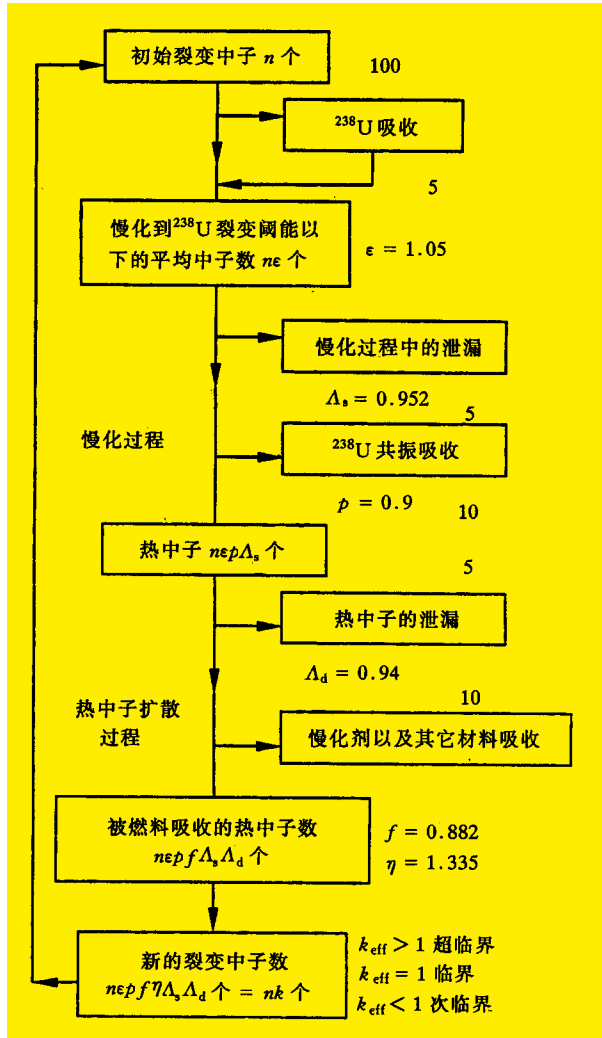 初始裂变中子 n 个
100
²³⁸U 吸收
5
慢化到²³⁸U 裂变阈能以
下的平均中子数 nε 个
ε = 1.05
慢化过程中的泄漏
Λₛ = 0.952
5
慢化过程
²³⁸U 共振吸收
p = 0.9
10
热中子 nεpΛₛ 个
5
热中子的泄漏
Λd = 0.94
热中子扩散
过程
10
慢化剂以及其它材料吸收
被燃料吸收的热中子数
nεpfΛₛΛd 个
f = 0.882
η = 1.335
新的裂变中子数
nεpfηΛₛΛd 个 = nk 个
keff > 1 超临界
keff = 1 临界
keff < 1 次临界